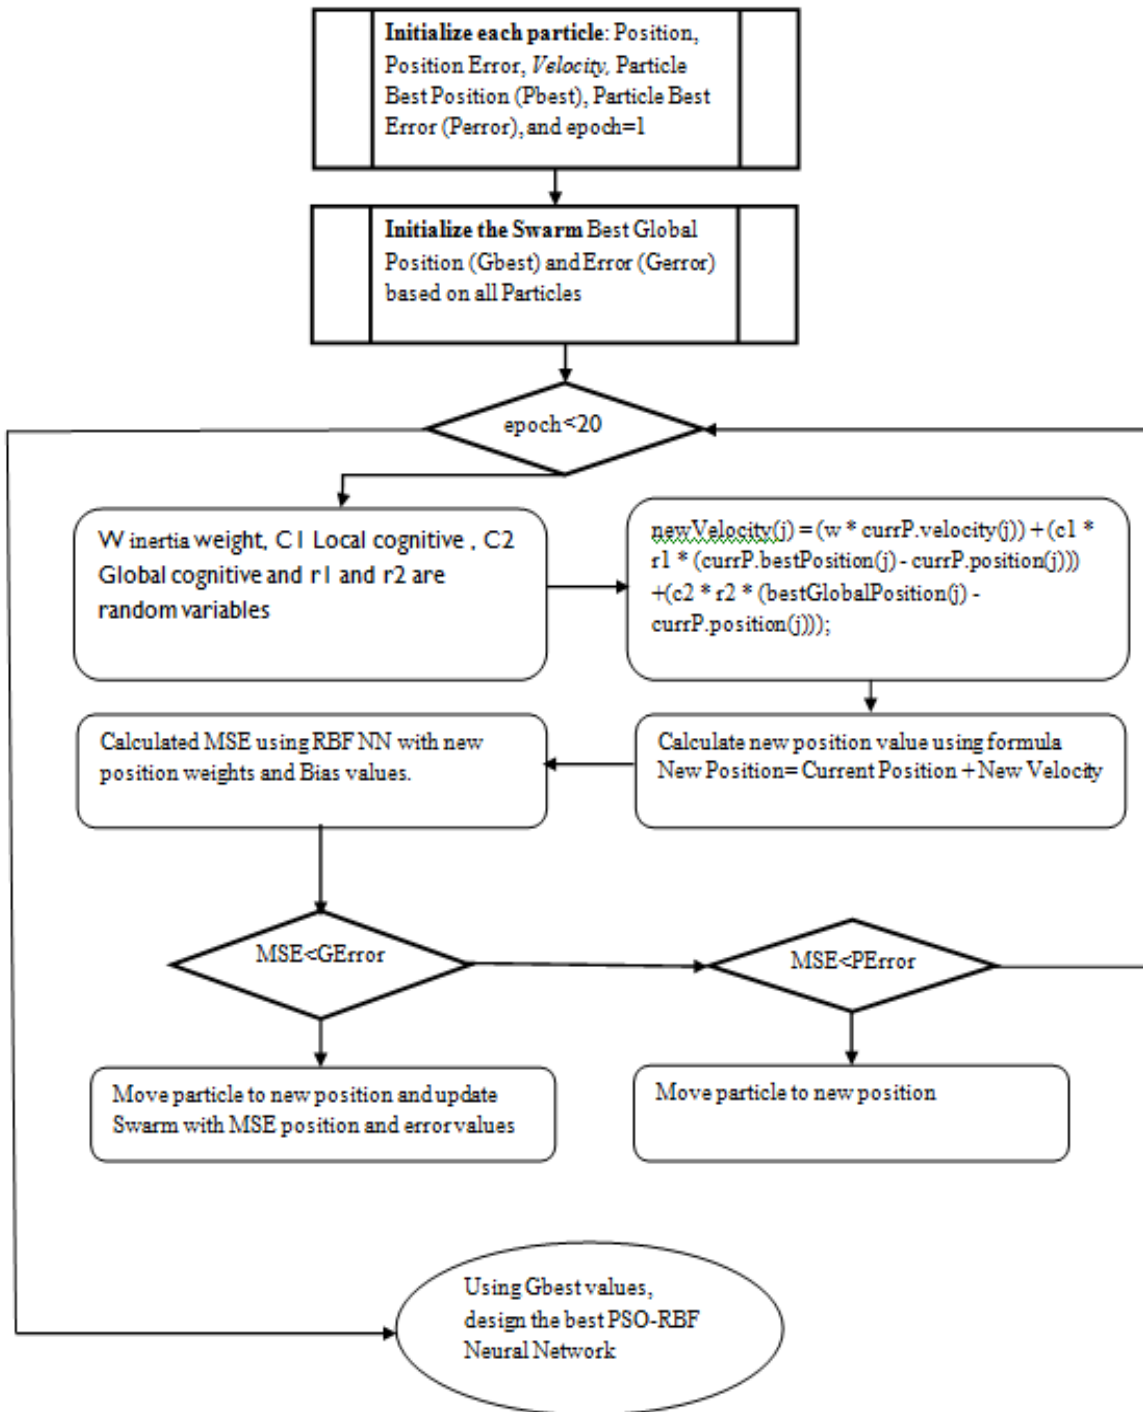 Initialize each particle: Position,
Position Error, Velocity, Particle
Best Position (Pbest), Particle Best
Error (Perror), and epoch=1
Initialize the Swarm Best Global
Position (Gbest) and Error (Gerror)
based on all Particles
epoch<20
W inertia weight, C1 Local cognitive , C2
Global cognitive and r1 and r2 are
random variables
newVelocity(j) = (w * currP.velocity(j)) + (c1 *
r1 * (currP.bestPosition(j) - currP.position(j)))
+(c2 * r2 * (bestGlobalPosition(j) -
currP.position(j)));
Calculated MSE using RBF NN with new
position weights and Bias values.
Calculate new position value using formula
New Position= Current Position + New Velocity
MSE<GError
MSE<PError
Move particle to new position and update
Swarm with MSE position and error values
Move particle to new position
Using Gbest values,
design the best PSO-RBF
Neural Network